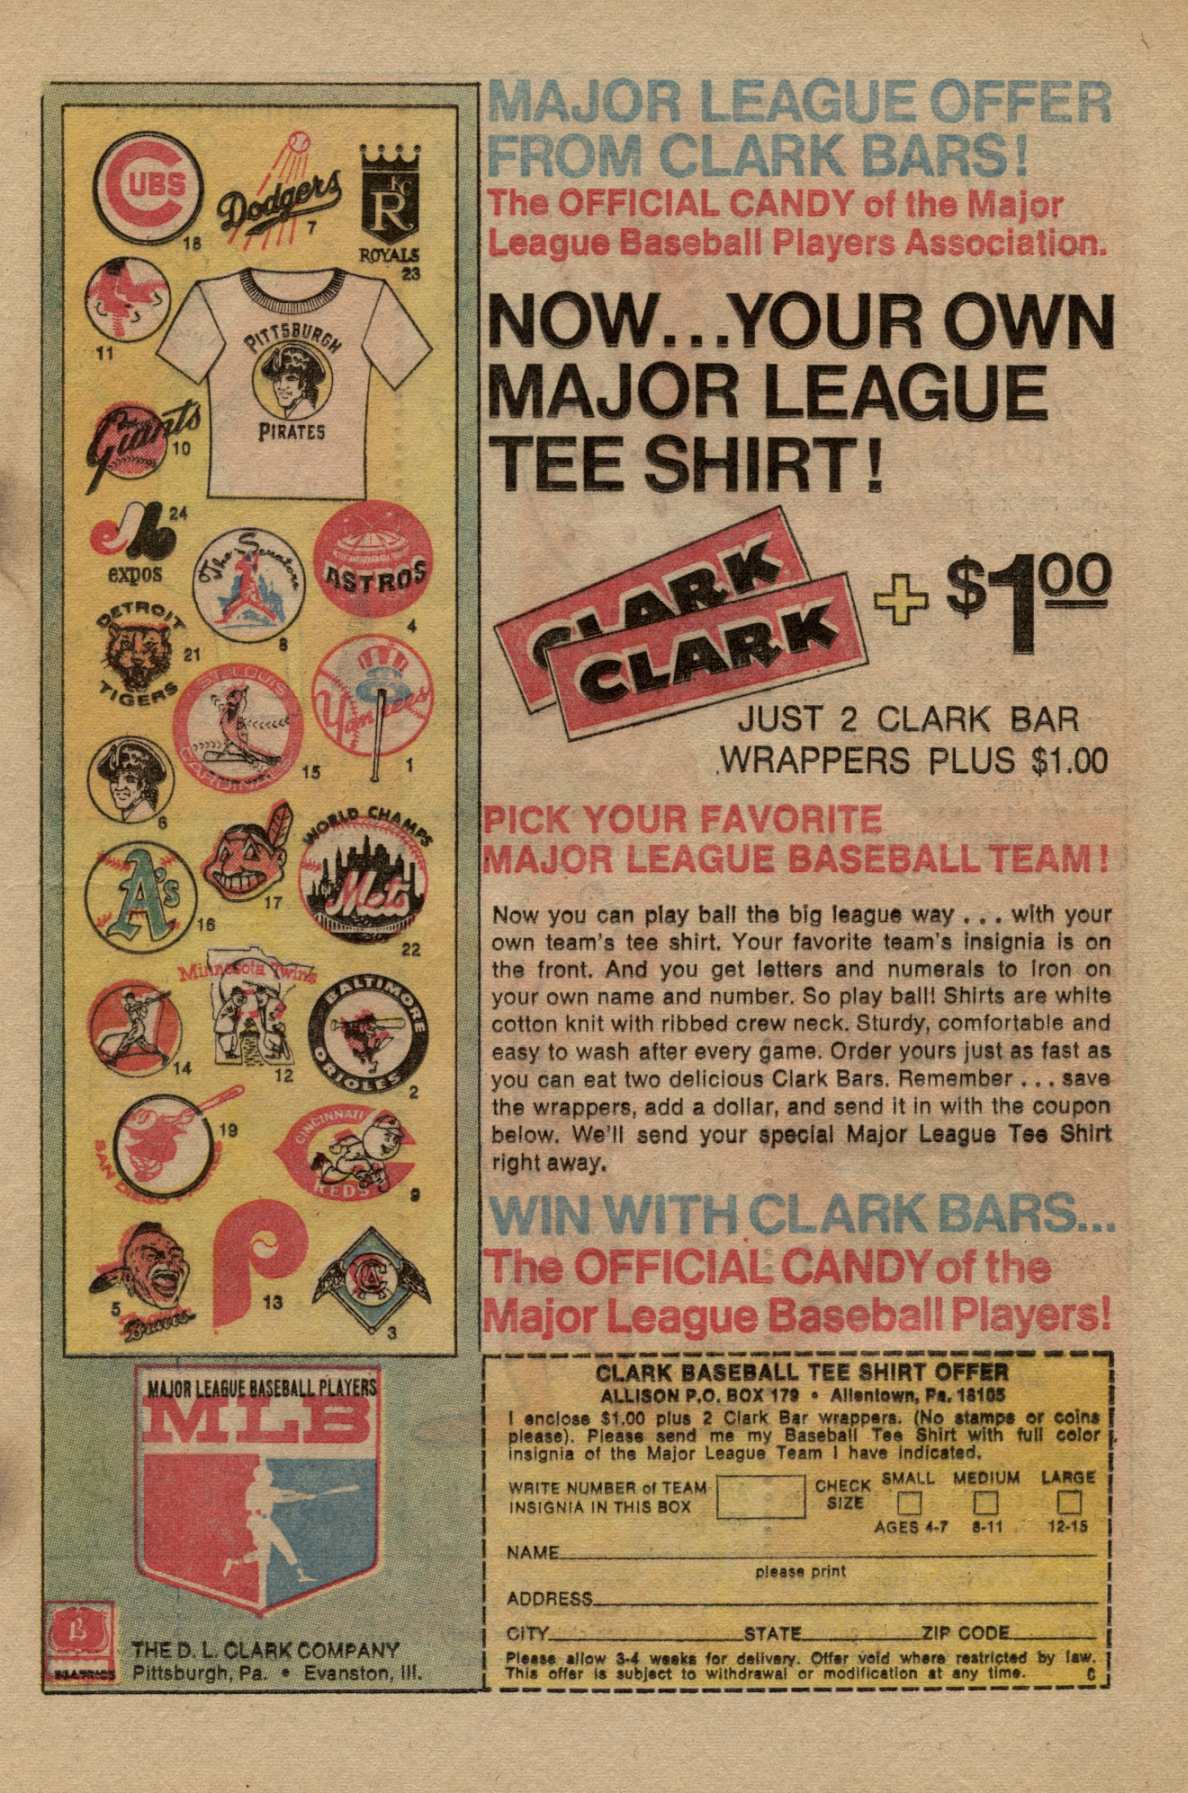 MAJOR LEAGUE OFFER
FROM CLARK BARS!
The OFFICIAL CANDY of the Major
League Baseball Players Association.
NOW...YOUR OWN
MAJOR LEAGUE
TEE SHIRT!
CLARK
CLARK
+ $1.00
JUST 2 CLARK BAR
WRAPPERS PLUS $1.00
PICK YOUR FAVORITE
MAJOR LEAGUE BASEBALL TEAM!
Now you can play ball the big league way . . . with your
own team's tee shirt. Your favorite team's insignia is on
the front. And you get letters and numerals to iron on
your own name and number. So play ball! Shirts are white
cotton knit with ribbed crew neck. Sturdy, comfortable and
easy to wash after every game. Order yours just as fast as
you can eat two delicious Clark Bars. Remember . . . save
the wrappers, add a dollar, and send it in with the coupon
below. We'll send your special Major League Tee Shirt
right away.
WIN WITH CLARK BARS...
The OFFICIAL CANDY of the
Major League Baseball Players!
CUBS
18
Dodgers
7
KC
R
ROYALS
23
11
PITTSBURGH
PIRATES
Giants
10
24
expos
The Senators
8
ASTROS
4
DETROIT
TIGERS
21
ST. LOUIS
CARDINALS
15
Yankees
1
6
A's
16
17
WORLD CHAMPS
Mets
22
14
Minnesota Twins
12
BALTIMORE
ORIOLES
2
19
SAN DIEGO PADRES
CINCINNATI
REDS
9
5
Braves
P
13
CA
3
MAJOR LEAGUE BASEBALL PLAYERS
MLB
B
BEATRICE
THE D. L. CLARK COMPANY
Pittsburgh, Pa. • Evanston, Ill.
CLARK BASEBALL TEE SHIRT OFFER
ALLISON P.O. BOX 179 • Allentown, Pa. 18105
I enclose $1.00 plus 2 Clark Bar wrappers. (No stamps or coins
please). Please send me my Baseball Tee Shirt with full color
insignia of the Major League Team I have indicated.
WRITE NUMBER of TEAM
INSIGNIA IN THIS BOX
CHECK
SIZE
SMALL MEDIUM LARGE
AGES 4-7 8-11 12-15
NAME
please print
ADDRESS
CITY STATE ZIP CODE
Please allow 3-4 weeks for delivery. Offer void where restricted by law.
This offer is subject to withdrawal or modification at any time. C